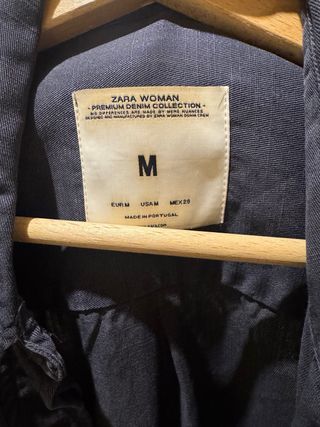 ZARA WOMAN
- PREMIUM DENIM COLLECTION -
BIG DIFFERENCES ARE MADE BY MERE NUANCES
DESIGNED AND MANUFACTURED BY ZARA WOMAN DENIM CREW
M
EUR M USA M MEX 28
MADE IN PORTUGAL